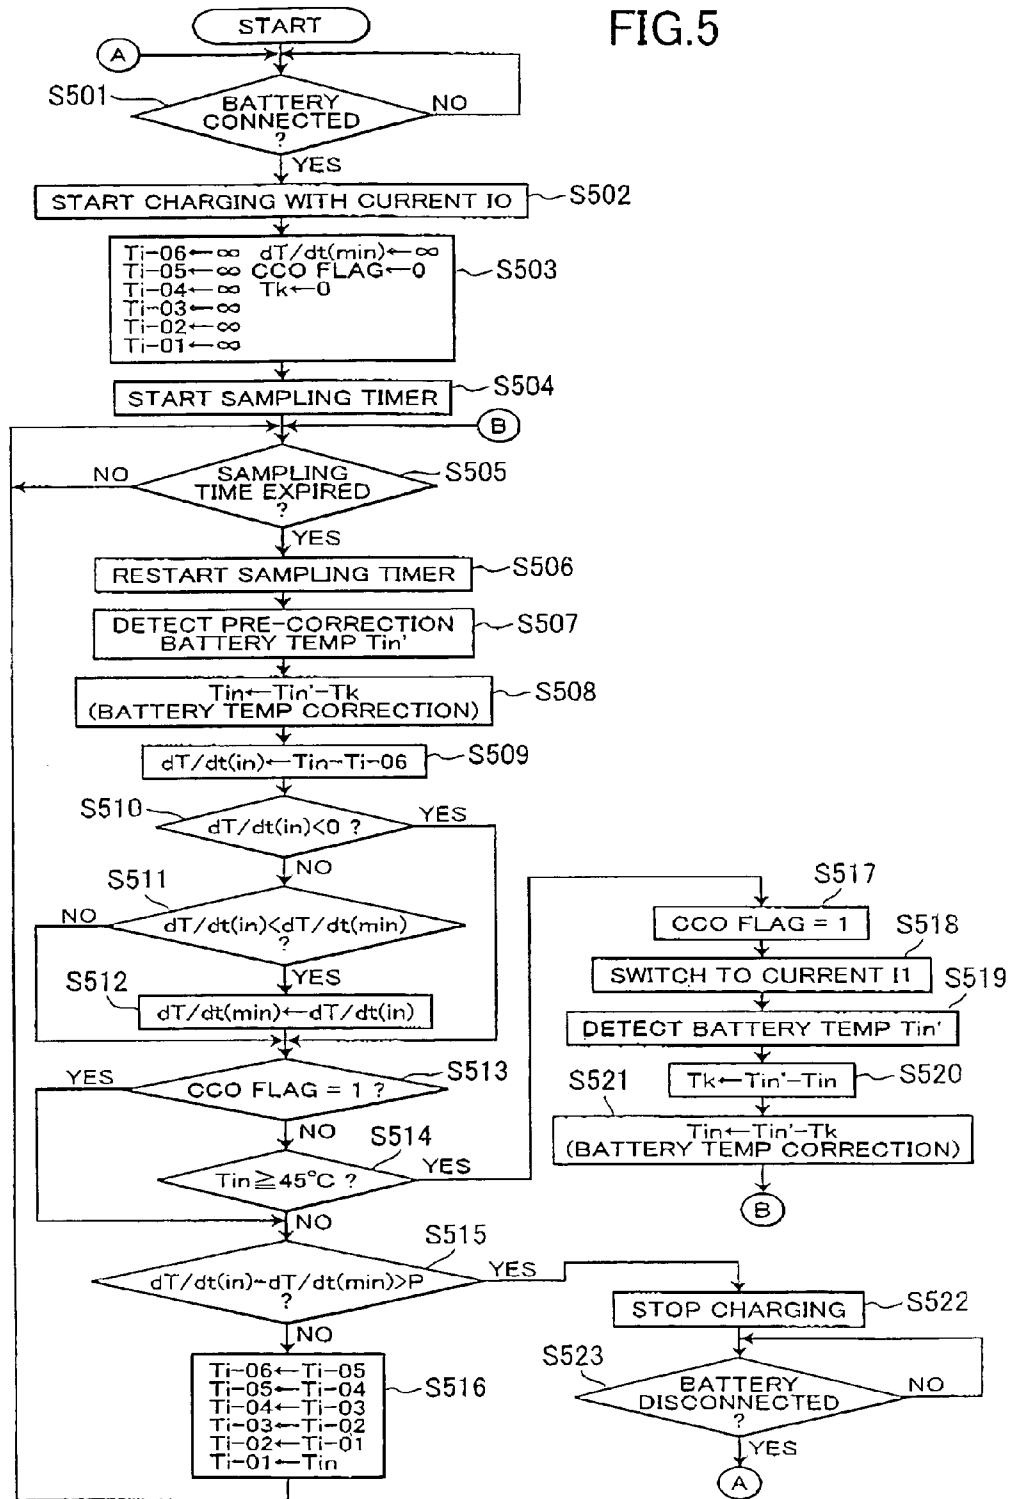 FIG.5
START
A
S501
BATTERY
CONNECTED
?
NO
YES
START CHARGING WITH CURRENT IO
S502
Ti-06←∞ dT/dt(min)←∞
Ti-05←∞ CCO FLAG←0
Ti-04←∞ Tk←0
Ti-03←∞
Ti-02←∞
Ti-01←∞
S503
START SAMPLING TIMER
S504
B
SAMPLING
TIME EXPIRED
?
S505
NO
YES
RESTART SAMPLING TIMER
S506
DETECT PRE-CORRECTION
BATTERY TEMP Tin'
S507
Tin←Tin'-Tk
(BATTERY TEMP CORRECTION)
S508
dT/dt(in)←Tin-Ti-06
S509
S510
dT/dt(in)<0 ?
YES
NO
S511
dT/dt(in)<dT/dt(min)
?
NO
YES
S512
dT/dt(min)←dT/dt(in)
CCO FLAG = 1 ?
S513
YES
NO
Tin≧45°C ?
S514
YES
NO
dT/dt(in)-dT/dt(min)>P
?
S515
YES
NO
Ti-06←Ti-05
Ti-05←Ti-04
Ti-04←Ti-03
Ti-03←Ti-02
Ti-02←Ti-01
Ti-01←Tin
S516
S517
CCO FLAG = 1
S518
SWITCH TO CURRENT I1
S519
DETECT BATTERY TEMP Tin'
Tk←Tin'-Tin
S520
S521
Tin←Tin'-Tk
(BATTERY TEMP CORRECTION)
B
STOP CHARGING
S522
S523
BATTERY
DISCONNECTED
?
NO
YES
A